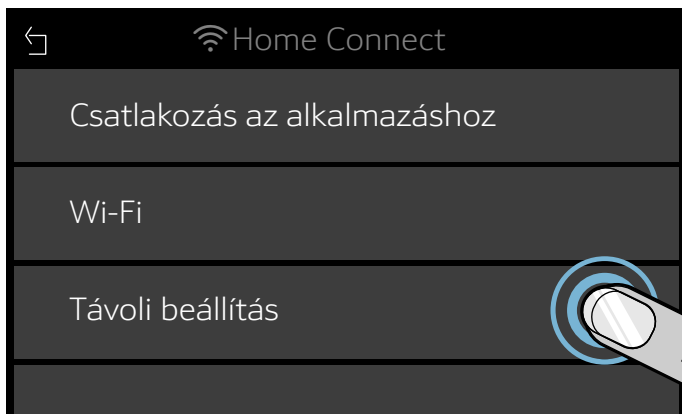 Home Connect
Csatlakozás az alkalmazáshoz
Wi-Fi
Távoli beállítás